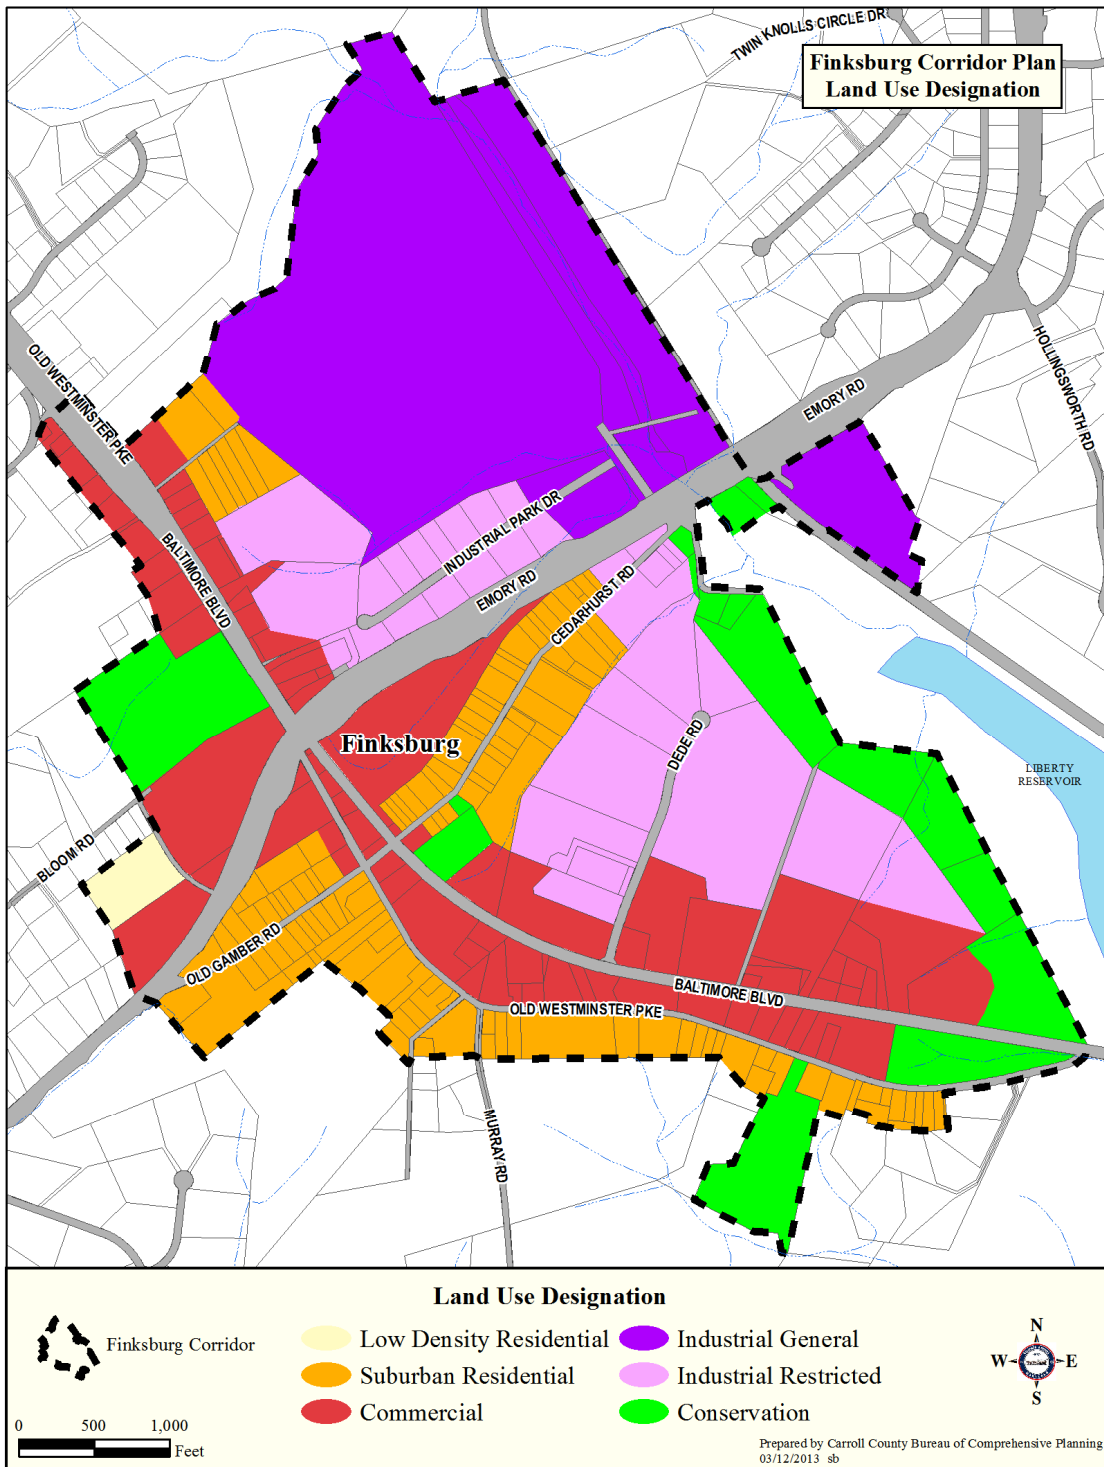 TWIN KNOLLS CIRCLE DR
Finksburg Corridor Plan
Land Use Designation
OLD WESTMINSTER PKE
EMORY RD
HOLLINGSWORTH RD
INDUSTRIAL PARK DR
BALTIMORE BLVD
EMORY RD
CEDARHURST RD
Finksburg
DEDE RD
LIBERTY
RESERVOIR
BLOOM RD
OLD GAMBER RD
BALTIMORE BLVD
OLD WESTMINSTER PKE
MURRAY RD
Land Use Designation
Finksburg Corridor
Low Density Residential
Industrial General
Suburban Residential
Industrial Restricted
Commercial
Conservation
N
W
E
S
0 500 1,000
Feet
Prepared by Carroll County Bureau of Comprehensive Planning
03/12/2013 sb